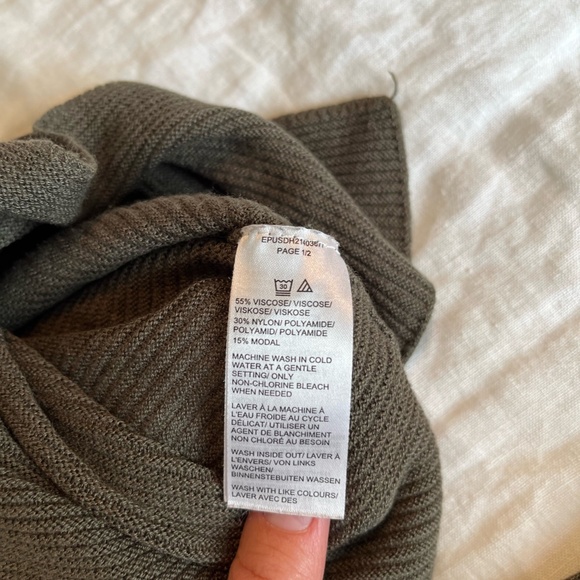 PAGE 1/2
30
55% VISCOSE/ VISCOSE/
VISKOSE/ VISKOSE
30% NYLON/ POLYAMIDE/
POLYAMID/ POLYAMIDE
15% MODAL
MACHINE WASH IN COLD
WATER AT A GENTLE
SETTING/ ONLY
NON-CHLORINE BLEACH
WHEN NEEDED
LAVER À LA MACHINE À
L'EAU FROIDE AU CYCLE
DÉLICAT/ UTILISER UN
AGENT DE BLANCHIMENT
NON CHLORÉ AU BESOIN
WASH INSIDE OUT/ LAVER À
L'ENVERS/ VON LINKS
WASCHEN/
BINNENSTEBUITEN WASSEN
WASH WITH LIKE COLOURS/
LAVER AVEC DES